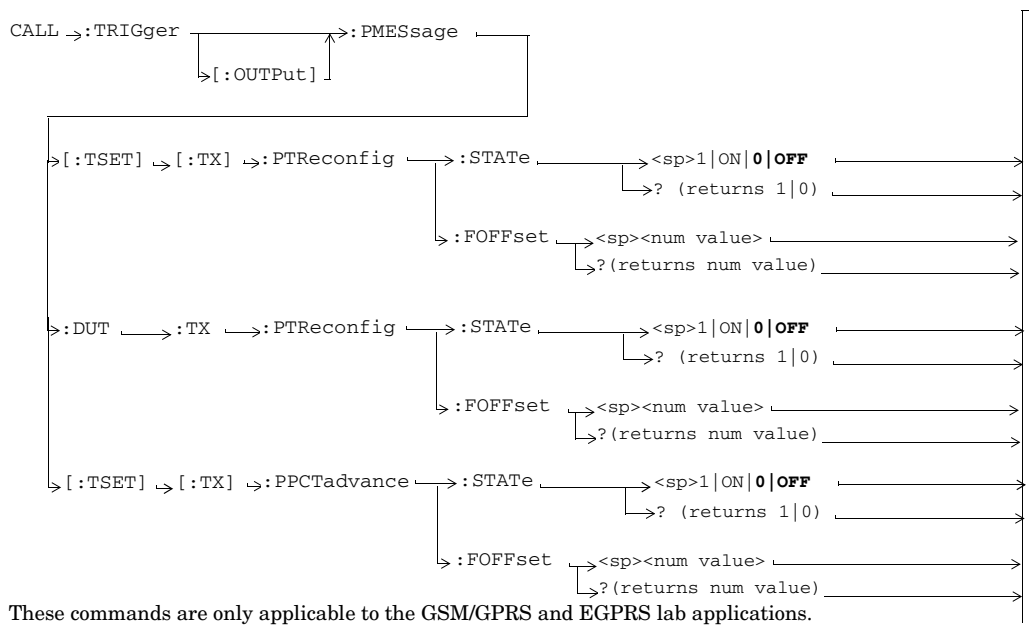 CALL :TRIGger :PMESsage
[:OUTPut]
[:TSET] [:TX] :PTReconfig :STATe <sp>1|ON|0|OFF
? (returns 1|0)
:FOFFset <sp><num value>
?(returns num value)
:DUT :TX :PTReconfig :STATe <sp>1|ON|0|OFF
? (returns 1|0)
:FOFFset <sp><num value>
?(returns num value)
[:TSET] [:TX] :PPCTadvance :STATe <sp>1|ON|0|OFF
? (returns 1|0)
:FOFFset <sp><num value>
?(returns num value)
These commands are only applicable to the GSM/GPRS and EGPRS lab applications.